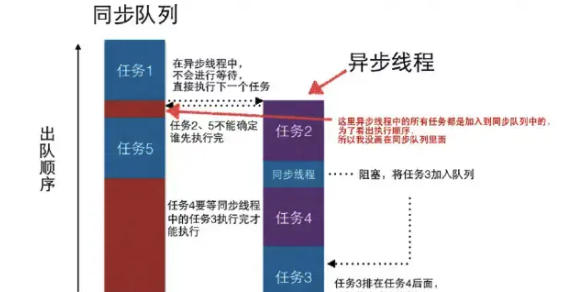 同步队列
异步线程
任务1
在异步线程中，
不会进行等待，
直接执行下一个任务
这里异步线程中的所有任务都是加入到同步队列中的，
为了看出执行顺序，
所以我没画在同步队列里面
任务2、5不能确定
谁先执行完
任务2
出队顺序
任务5
同步线程
阻塞，将任务3加入队列
任务4要等同步线程
中的任务3执行完才
能执行
任务4
任务3
任务3排在任务4后面，